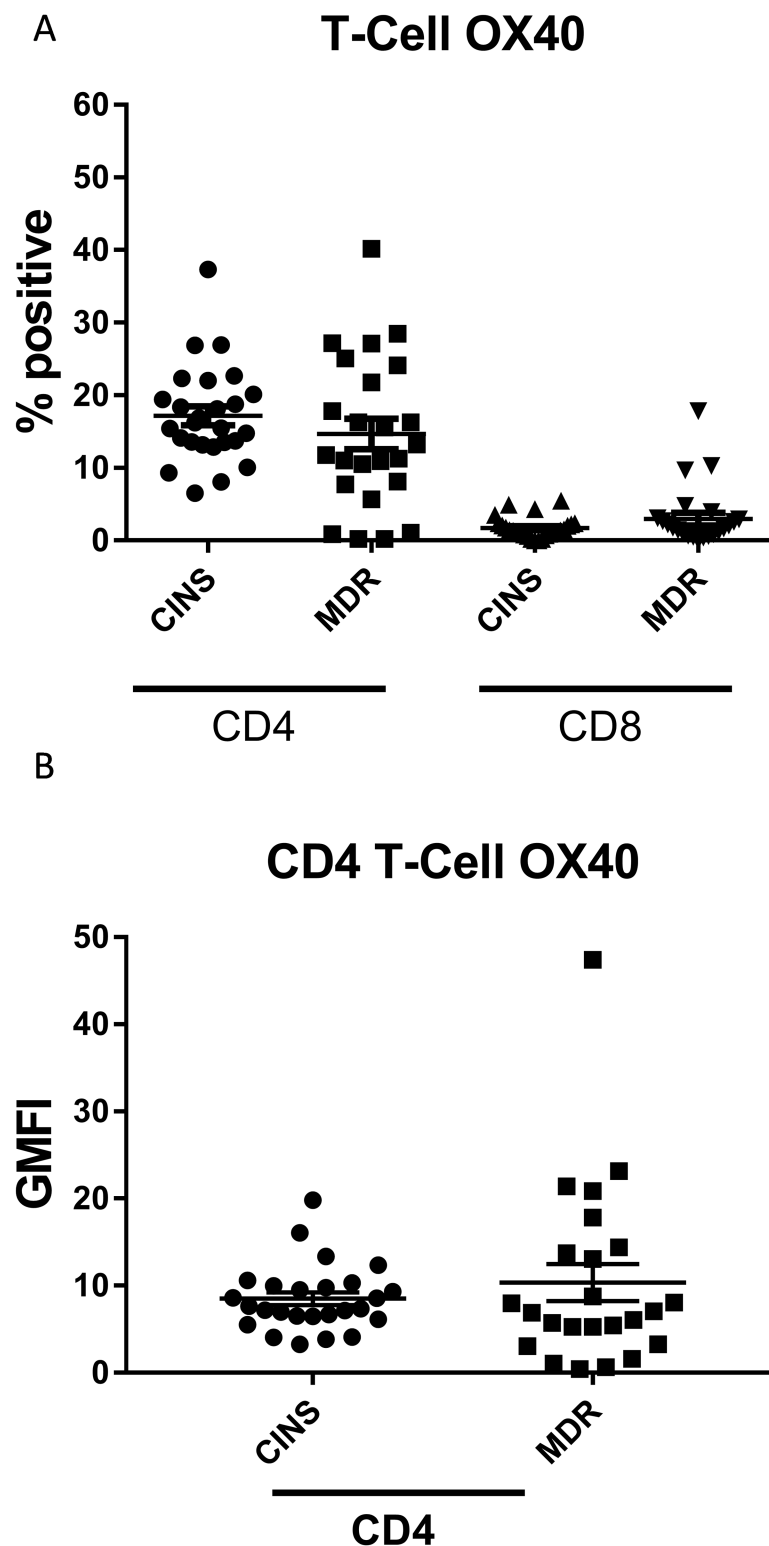 A
T-Cell OX40
% positive
60
50
40
30
20
10
0
CINS
MDR
CINS
MDR
CD4
CD8
B
CD4 T-Cell OX40
GMFI
50
40
30
20
10
0
CINS
MDR
CD4